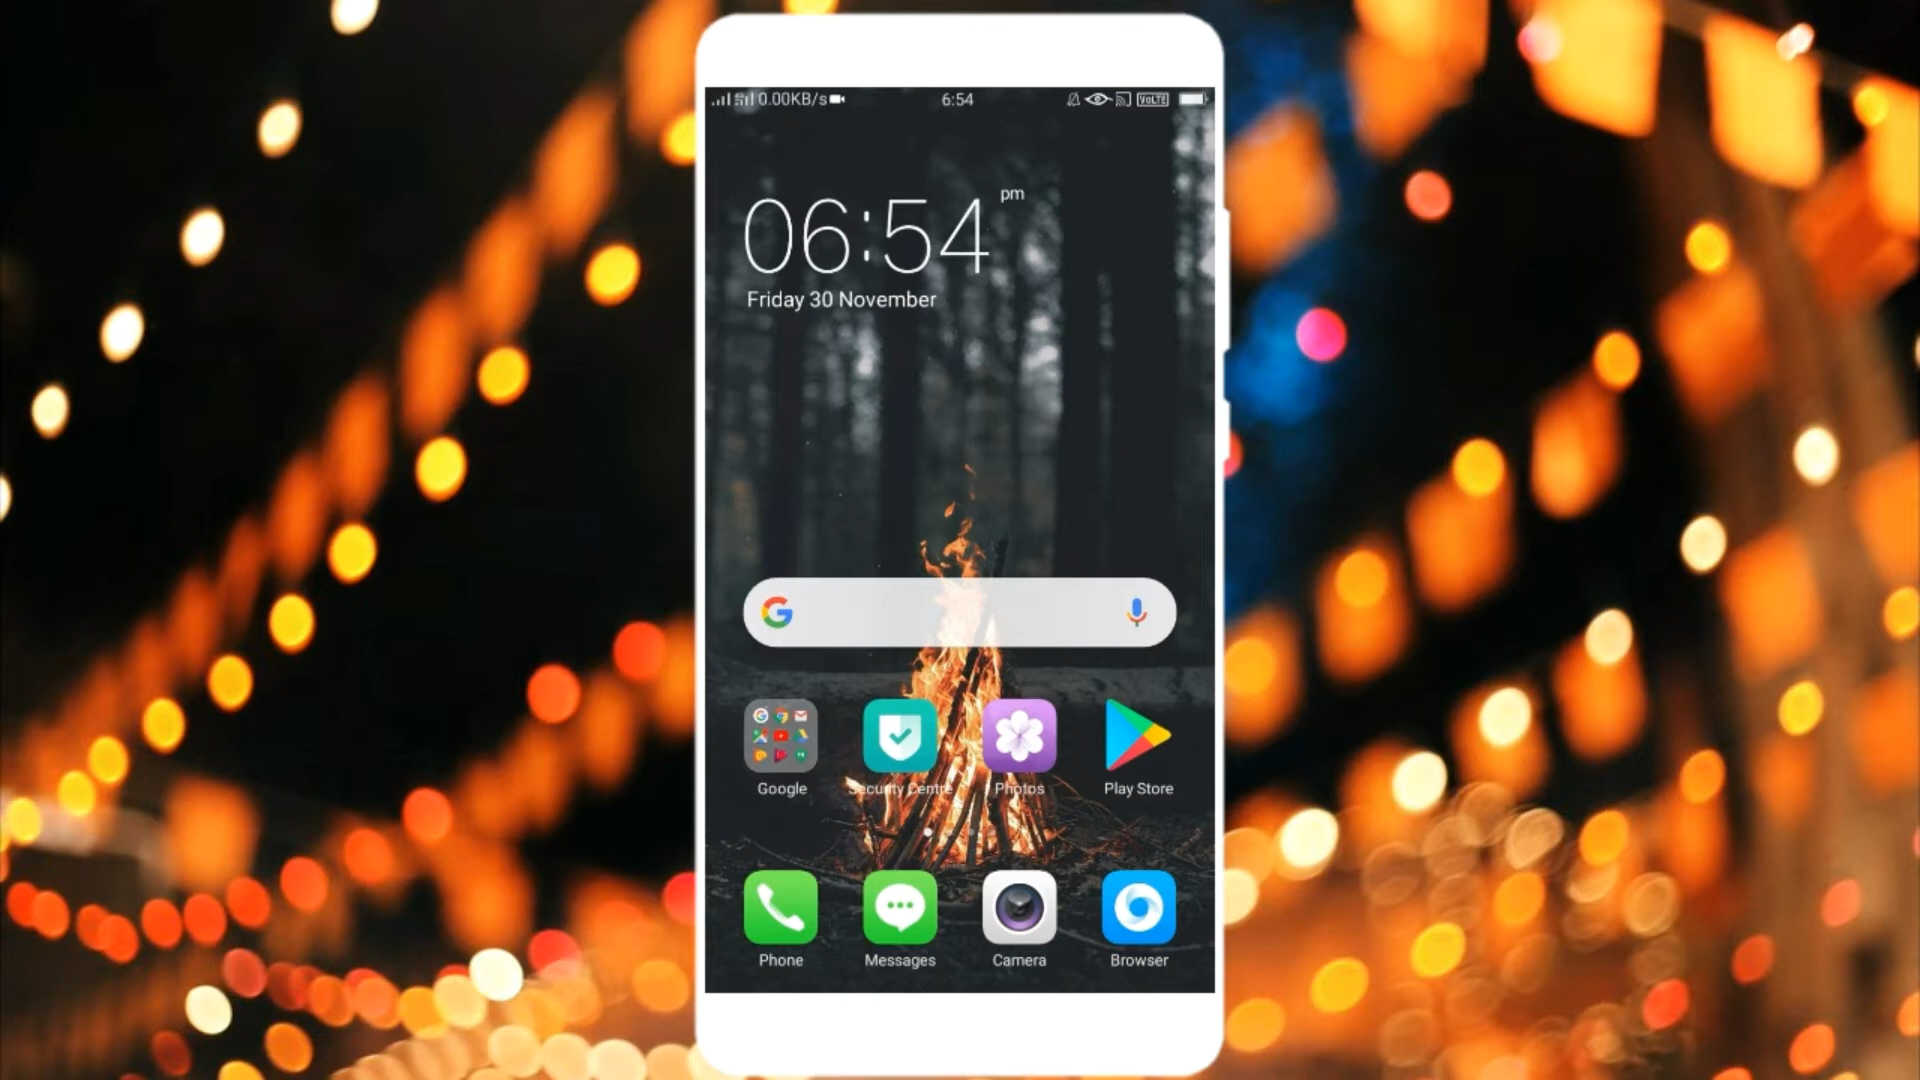 0.00KB/s
6:54
VoLTE
06:54 pm
Friday 30 November
Google
Security Centre
Photos
Play Store
Phone
Messages
Camera
Browser